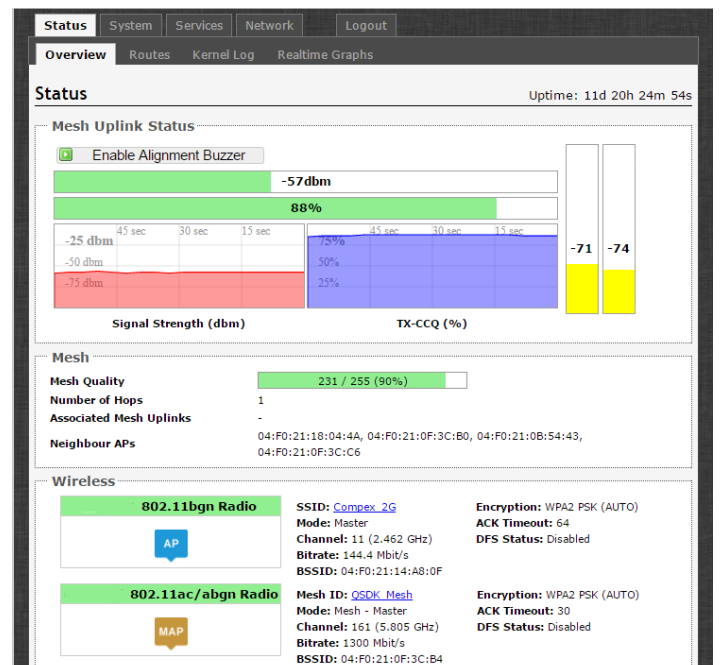 Status System Services Network Logout
Overview Routes Kernel Log Realtime Graphs
Status Uptime: 11d 20h 24m 54s
Mesh Uplink Status
Enable Alignment Buzzer
-57dbm
88%
45 sec 30 sec 15 sec 45 sec 30 sec 15 sec
-25 dbm 75%
-71 -74
-50 dbm 50%
-75 dbm 25%
Signal Strength (dbm) TX-CCQ (%)
Mesh
Mesh Quality 231 / 255 (90%)
Number of Hops 1
Associated Mesh Uplinks -
Neighbour APs 04:F0:21:18:04:4A, 04:F0:21:0F:3C:B0, 04:F0:21:0B:54:43,
04:F0:21:0F:3C:C6
Wireless
802.11bgn Radio SSID: Compex_2G Encryption: WPA2 PSK (AUTO)
Mode: Master ACK Timeout: 64
AP Channel: 11 (2.462 GHz) DFS Status: Disabled
Bitrate: 144.4 Mbit/s
BSSID: 04:F0:21:14:A8:0F
802.11ac/abgn Radio Mesh ID: QSDK_Mesh Encryption: WPA2 PSK (AUTO)
Mode: Mesh - Master ACK Timeout: 30
MAP Channel: 161 (5.805 GHz) DFS Status: Disabled
Bitrate: 1300 Mbit/s
BSSID: 04:F0:21:0F:3C:B4